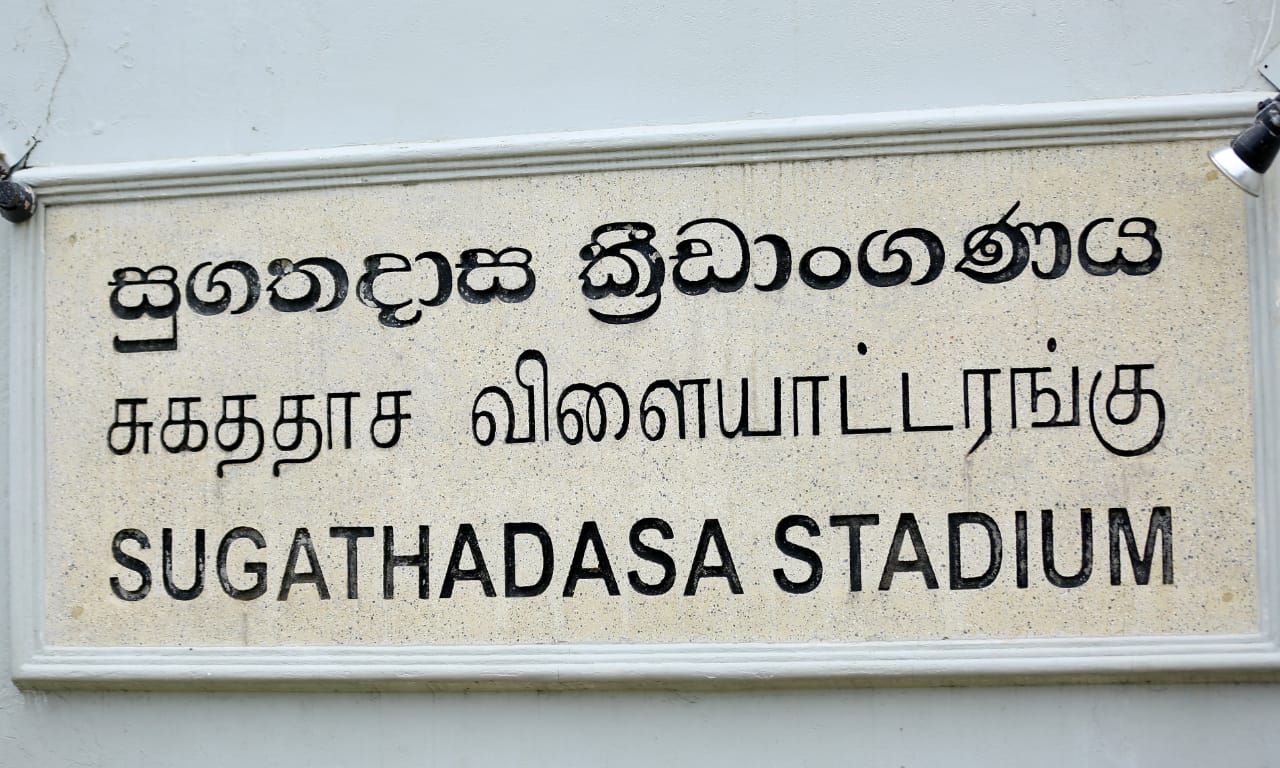 සුගතදාස ක්‍රීඩාංගණය
சுகததாச விளையாட்டரங்கு
SUGATHADASA STADIUM